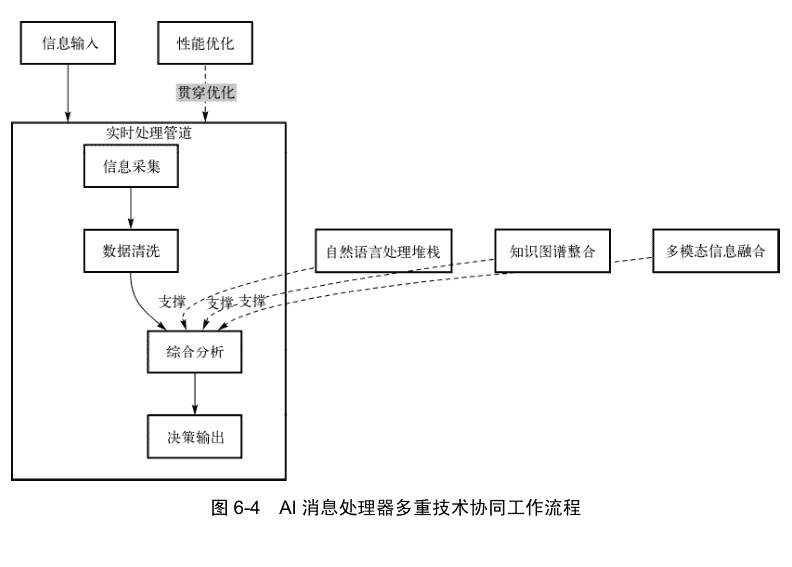 信息输入
性能优化
贯穿优化
实时处理管道
信息采集
数据清洗
自然语言处理堆栈
知识图谱整合
多模态信息融合
支撑
支撑
支撑
综合分析
决策输出
图 6-4 AI 消息处理器多重技术协同工作流程